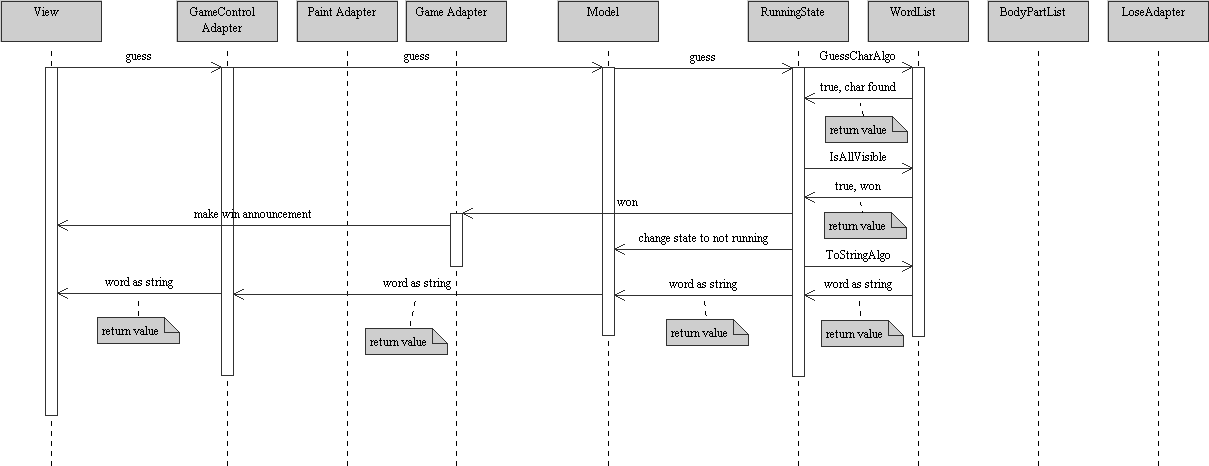 View
GameControl
Adapter
Paint Adapter
Game Adapter
Model
RunningState
WordList
BodyPartList
LoseAdapter
guess
guess
guess
GuessCharAlgo
true, char found
return value
IsAllVisible
true, won
return value
won
make win announcement
change state to not running
ToStringAlgo
word as string
word as string
word as string
word as string
return value
return value
return value
return value